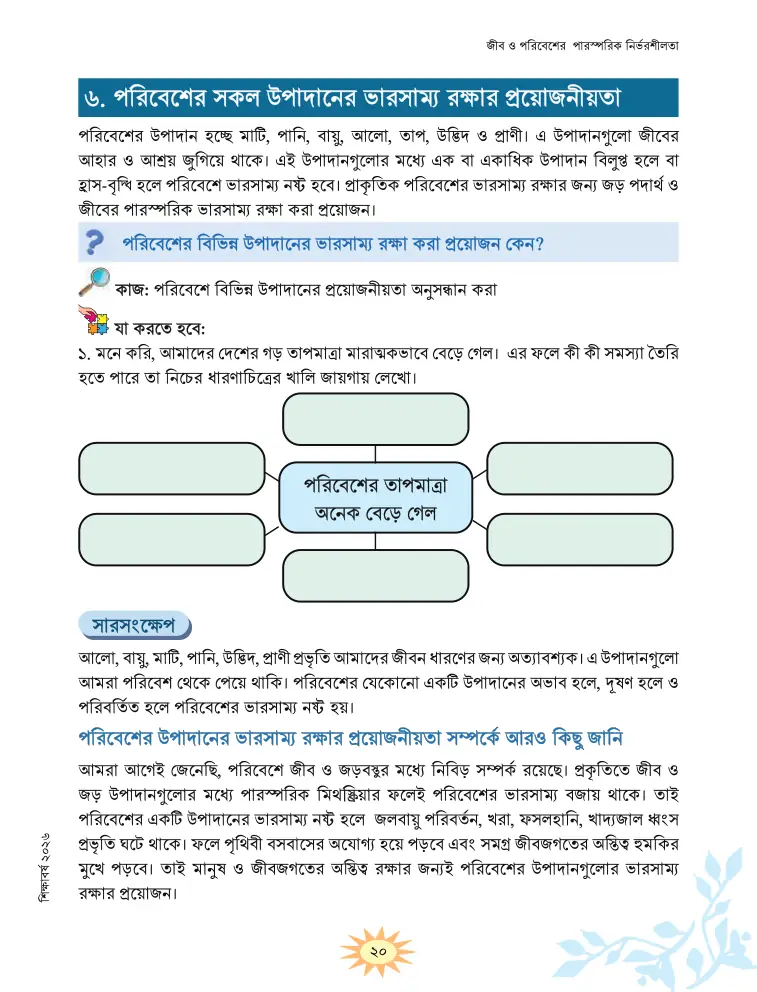 জীব ও পরিবেশের পারস্পরিক নির্ভরশীলতা
৬. পরিবেশের সকল উপাদানের ভারসাম্য রক্ষার প্রয়োজনীয়তা
পরিবেশের উপাদান হচ্ছে মাটি, পানি, বায়ু, আলো, তাপ, উদ্ভিদ ও প্রাণী। এ উপাদানগুলো জীবের
আহার ও আশ্রয় জুগিয়ে থাকে। এই উপাদানগুলোর মধ্যে এক বা একাধিক উপাদান বিলুপ্ত হলে বা
হ্রাস-বৃদ্ধি হলে পরিবেশে ভারসাম্য নষ্ট হবে। প্রাকৃতিক পরিবেশের ভারসাম্য রক্ষার জন্য জড় পদার্থ ও
জীবের পারস্পরিক ভারসাম্য রক্ষা করা প্রয়োজন।
? পরিবেশের বিভিন্ন উপাদানের ভারসাম্য রক্ষা করা প্রয়োজন কেন?
কাজ: পরিবেশে বিভিন্ন উপাদানের প্রয়োজনীয়তা অনুসন্ধান করা
যা করতে হবে:
১. মনে করি, আমাদের দেশের গড় তাপমাত্রা মারাত্মকভাবে বেড়ে গেল। এর ফলে কী কী সমস্যা তৈরি
হতে পারে তা নিচের ধারণাচিত্রের খালি জায়গায় লেখো।
পরিবেশের তাপমাত্রা
অনেক বেড়ে গেল
সারসংক্ষেপ
আলো, বায়ু, মাটি, পানি, উদ্ভিদ, প্রাণী প্রভৃতি আমাদের জীবন ধারণের জন্য অত্যাবশ্যক। এ উপাদানগুলো
আমরা পরিবেশ থেকে পেয়ে থাকি। পরিবেশের যেকোনো একটি উপাদানের অভাব হলে, দূষণ হলে ও
পরিবর্তিত হলে পরিবেশের ভারসাম্য নষ্ট হয়।
পরিবেশের উপাদানের ভারসাম্য রক্ষার প্রয়োজনীয়তা সম্পর্কে আরও কিছু জানি
আমরা আগেই জেনেছি, পরিবেশে জীব ও জড়বস্তুর মধ্যে নিবিড় সম্পর্ক রয়েছে। প্রকৃতিতে জীব ও
জড় উপাদানগুলোর মধ্যে পারস্পরিক মিথস্ক্রিয়ার ফলেই পরিবেশের ভারসাম্য বজায় থাকে। তাই
পরিবেশের একটি উপাদানের ভারসাম্য নষ্ট হলে জলবায়ু পরিবর্তন, খরা, ফসলহানি, খাদ্যজাল ধ্বংস
প্রভৃতি ঘটে থাকে। ফলে পৃথিবী বসবাসের অযোগ্য হয়ে পড়বে এবং সমগ্র জীবজগতের অস্তিত্ব হুমকির
মুখে পড়বে। তাই মানুষ ও জীবজগতের অস্তিত্ব রক্ষার জন্যই পরিবেশের উপাদানগুলোর ভারসাম্য
রক্ষার প্রয়োজন।
শিক্ষাবর্ষ ২০২৬
২০